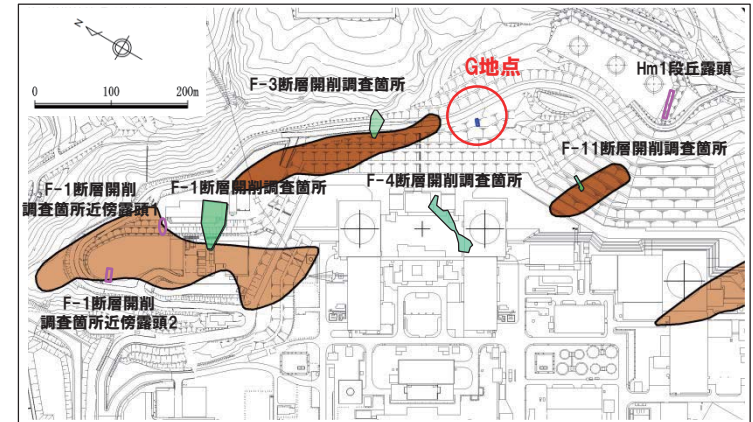 N
0 100 200m
F-3断層開削調査箇所
G地点
Hm1段丘露頭
F-11断層開削調査箇所
F-1断層開削
調査箇所近傍露頭1
F-1断層開削調査箇所
F-4断層開削調査箇所
F-1断層開削
調査箇所近傍露頭2